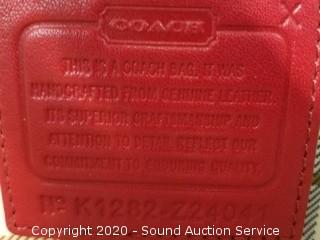 COACH
THIS IS A COACH BAG. IT WAS
HANDCRAFTED FROM GENUINE LEATHER.
ITS SUPERIOR CRAFTSMANSHIP AND
ATTENTION TO DETAIL REFLECT OUR
COMMITMENT TO ENDURING QUALITY.
Nº K1282-Z2404
Copyright 2020 - Sound Auction Service